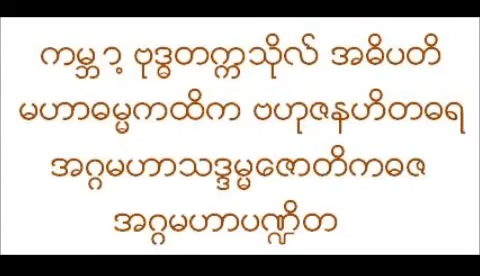 ကမ္ဘာ့ ဗုဒ္ဓတက္ကသိုလ် အဓိပတိ
မဟာဓမ္မကထိက ဗဟုဇနဟိတဓရ
အဂ္ဂမဟာသဒ္ဒမ္မဇောတိကဓဇ
အဂ္ဂမဟာပဏ္ဍိတ